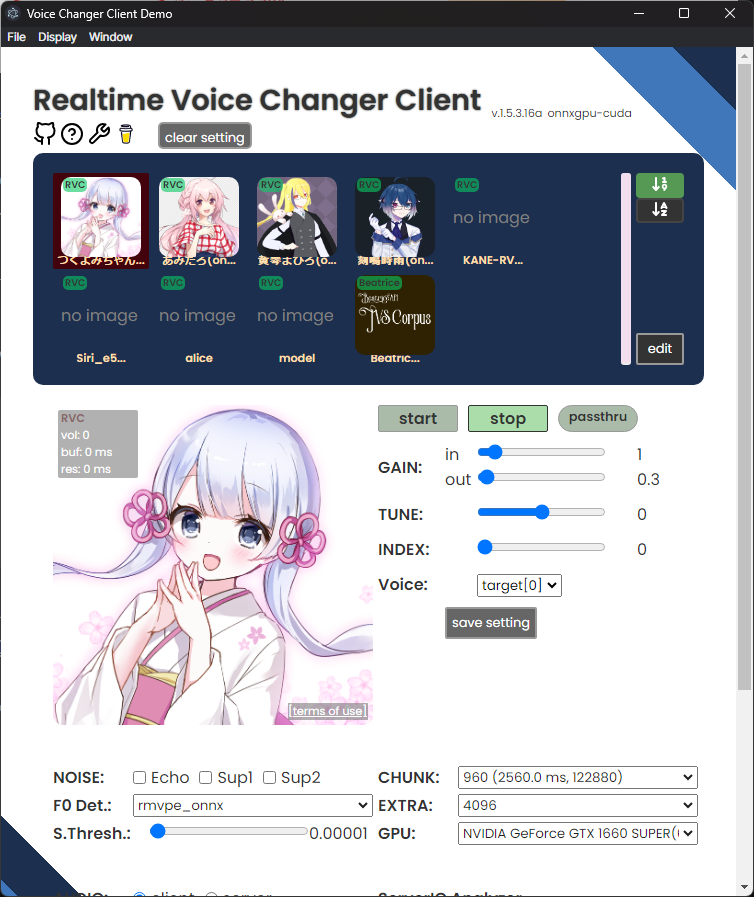 Voice Changer Client Demo
File Display Window
Realtime Voice Changer Client
v.1.5.3.16a onnxgpu-cuda
clear setting
RVC RVC RVC RVC RVC
no image
つくよみちゃん... あみたろ(on... 黄琴まひろ(o... 刻鳴時雨(on... KANE-RV...
RVC RVC RVC Beatrice
no image no image no image JVS Corpus
Siri_e5... alice model Beatric...
edit
RVC
vol: 0
buf: 0 ms
res: 0 ms
[terms of use]
start stop passthru
GAIN: in 1
out 0.3
TUNE: 0
INDEX: 0
Voice: target[0]
save setting
NOISE: Echo Sup1 Sup2 CHUNK: 960 (2560.0 ms, 122880)
F0 Det.: rmvpe_onnx EXTRA: 4096
S.Thresh.: 0.00001 GPU: NVIDIA GeForce GTX 1660 SUPER(